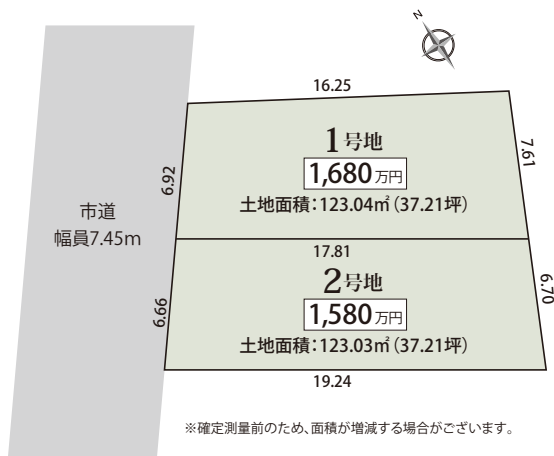 N
16.25
1号地
1,680万円
土地面積：123.04㎡（37.21坪）
7.61
6.92
市道
幅員7.45m
17.81
2号地
1,580万円
土地面積：123.03㎡（37.21坪）
6.70
6.66
19.24
※確定測量前のため、面積が増減する場合がございます。